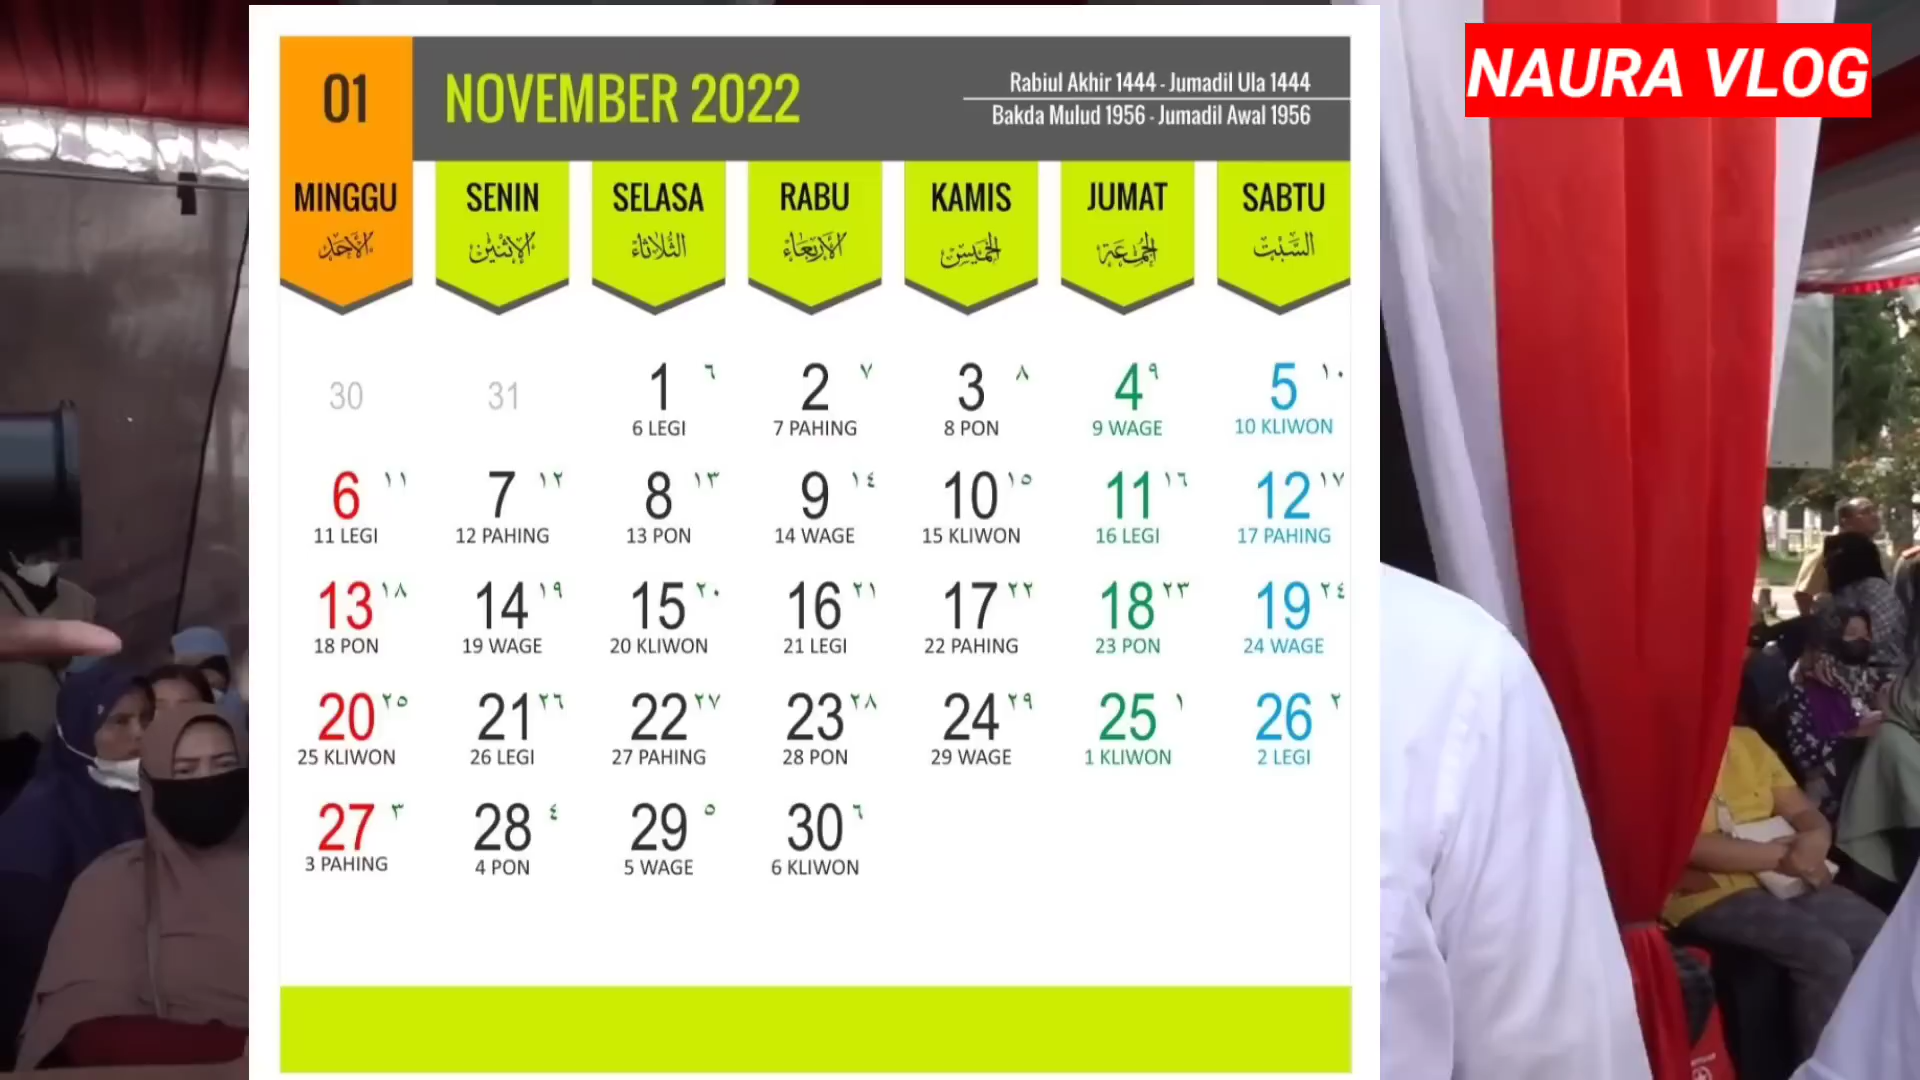 NAURA VLOG
01
NOVEMBER 2022
Rabiul Akhir 1444 - Jumadil Ula 1444
Bakda Mulud 1956 - Jumadil Awal 1956
MINGGU SENIN SELASA RABU KAMIS JUMAT SABTU
الأحد الإثنين الثلاثاء الأربعاء الخميس الجمعة السبت
30 31 1 ٦ 2 ٧ 3 ٨ 4 ٩ 5 ١٠
6 LEGI 7 PAHING 8 PON 9 WAGE 10 KLIWON
6 ١١ 7 ١٢ 8 ١٣ 9 ١٤ 10 ١٥ 11 ١٦ 12 ١٧
11 LEGI 12 PAHING 13 PON 14 WAGE 15 KLIWON 16 LEGI 17 PAHING
13 ١٨ 14 ١٩ 15 ٢٠ 16 ٢١ 17 ٢٢ 18 ٢٣ 19 ٢٤
18 PON 19 WAGE 20 KLIWON 21 LEGI 22 PAHING 23 PON 24 WAGE
20 ٢٥ 21 ٢٦ 22 ٢٧ 23 ٢٨ 24 ٢٩ 25 ١ 26 ٢
25 KLIWON 26 LEGI 27 PAHING 28 PON 29 WAGE 1 KLIWON 2 LEGI
27 ٣ 28 ٤ 29 ٥ 30 ٦
3 PAHING 4 PON 5 WAGE 6 KLIWON